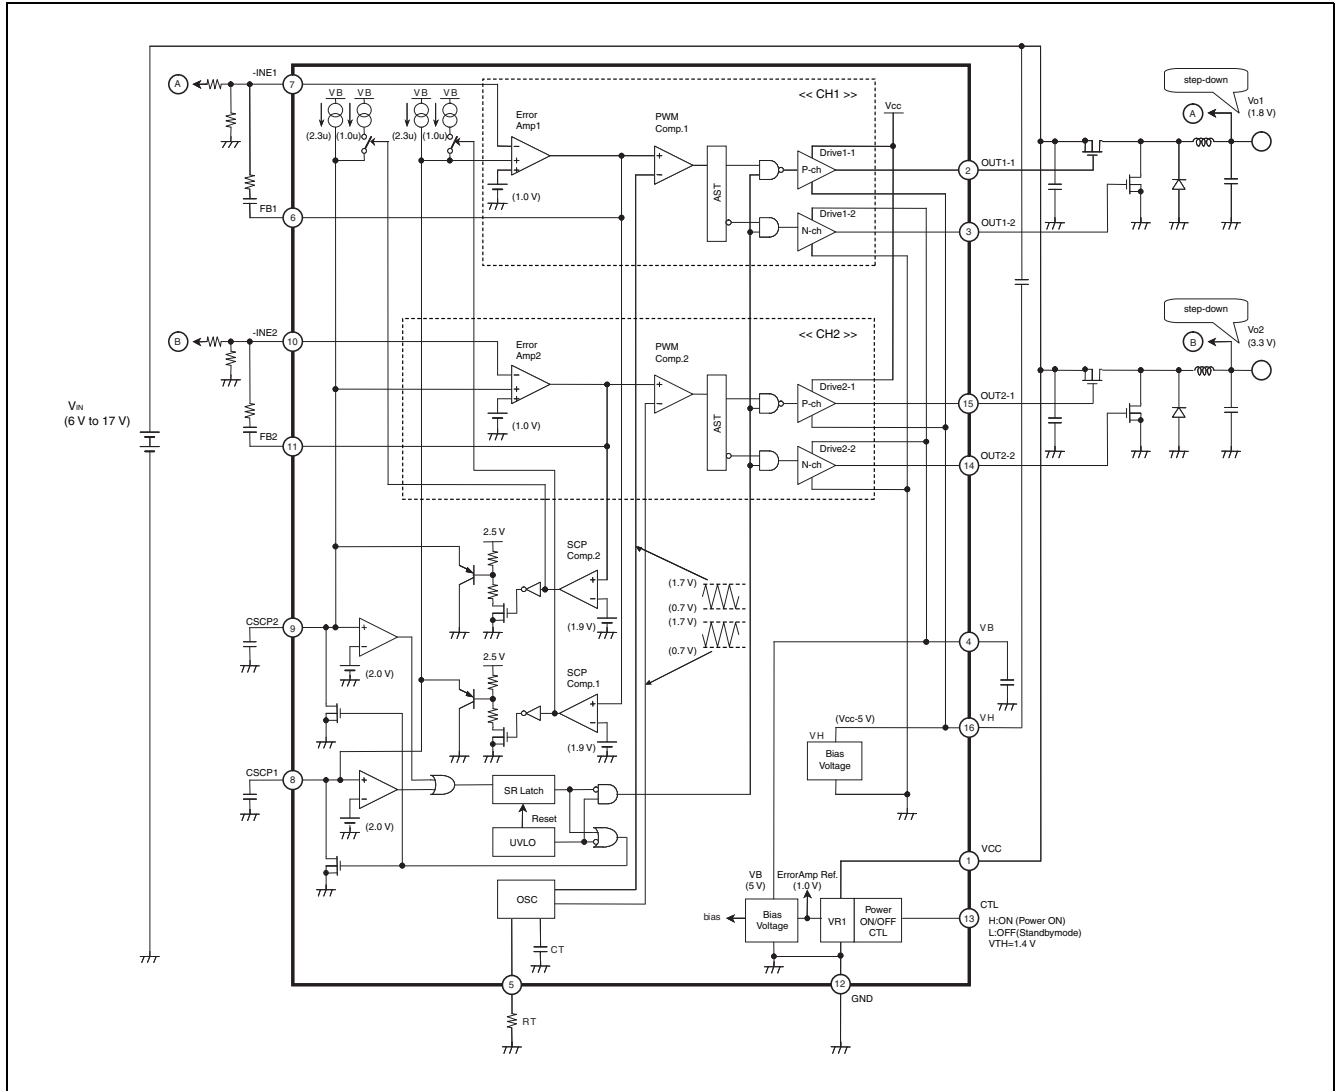 << CH1 >>
step-down
A
-INE1
7
VB
VB
VB
VB
(2.3u)
(1.0u)
(2.3u)
(1.0u)
Error
Amp1
(1.0 V)
PWM
Comp.1
AST
Vcc
Drive1-1
P-ch
Drive1-2
N-ch
2
OUT1-1
3
OUT1-2
A
Vo1
(1.8 V)
FB1
6
<< CH2 >>
step-down
B
-INE2
10
Error
Amp2
(1.0 V)
PWM
Comp.2
AST
Drive2-1
P-ch
Drive2-2
N-ch
15
OUT2-1
14
OUT2-2
B
Vo2
(3.3 V)
FB2
11
VIN
(6 V to 17 V)
2.5 V
SCP
Comp.2
(1.9 V)
(1.7 V)
(0.7 V)
(1.7 V)
(0.7 V)
CSCP2
9
(2.0 V)
4
VB
2.5 V
SCP
Comp.1
(1.9 V)
(Vcc-5 V)
VH
Bias
Voltage
16
VH
CSCP1
8
(2.0 V)
SR Latch
Reset
UVLO
OSC
CT
5
RT
VB
(5 V)
ErrorAmp Ref.
(1.0 V)
bias
Bias
Voltage
VR1
Power
ON/OFF
CTL
1
VCC
13
CTL
H:ON (Power ON)
L:OFF(Standbymode)
VTH=1.4 V
12
GND